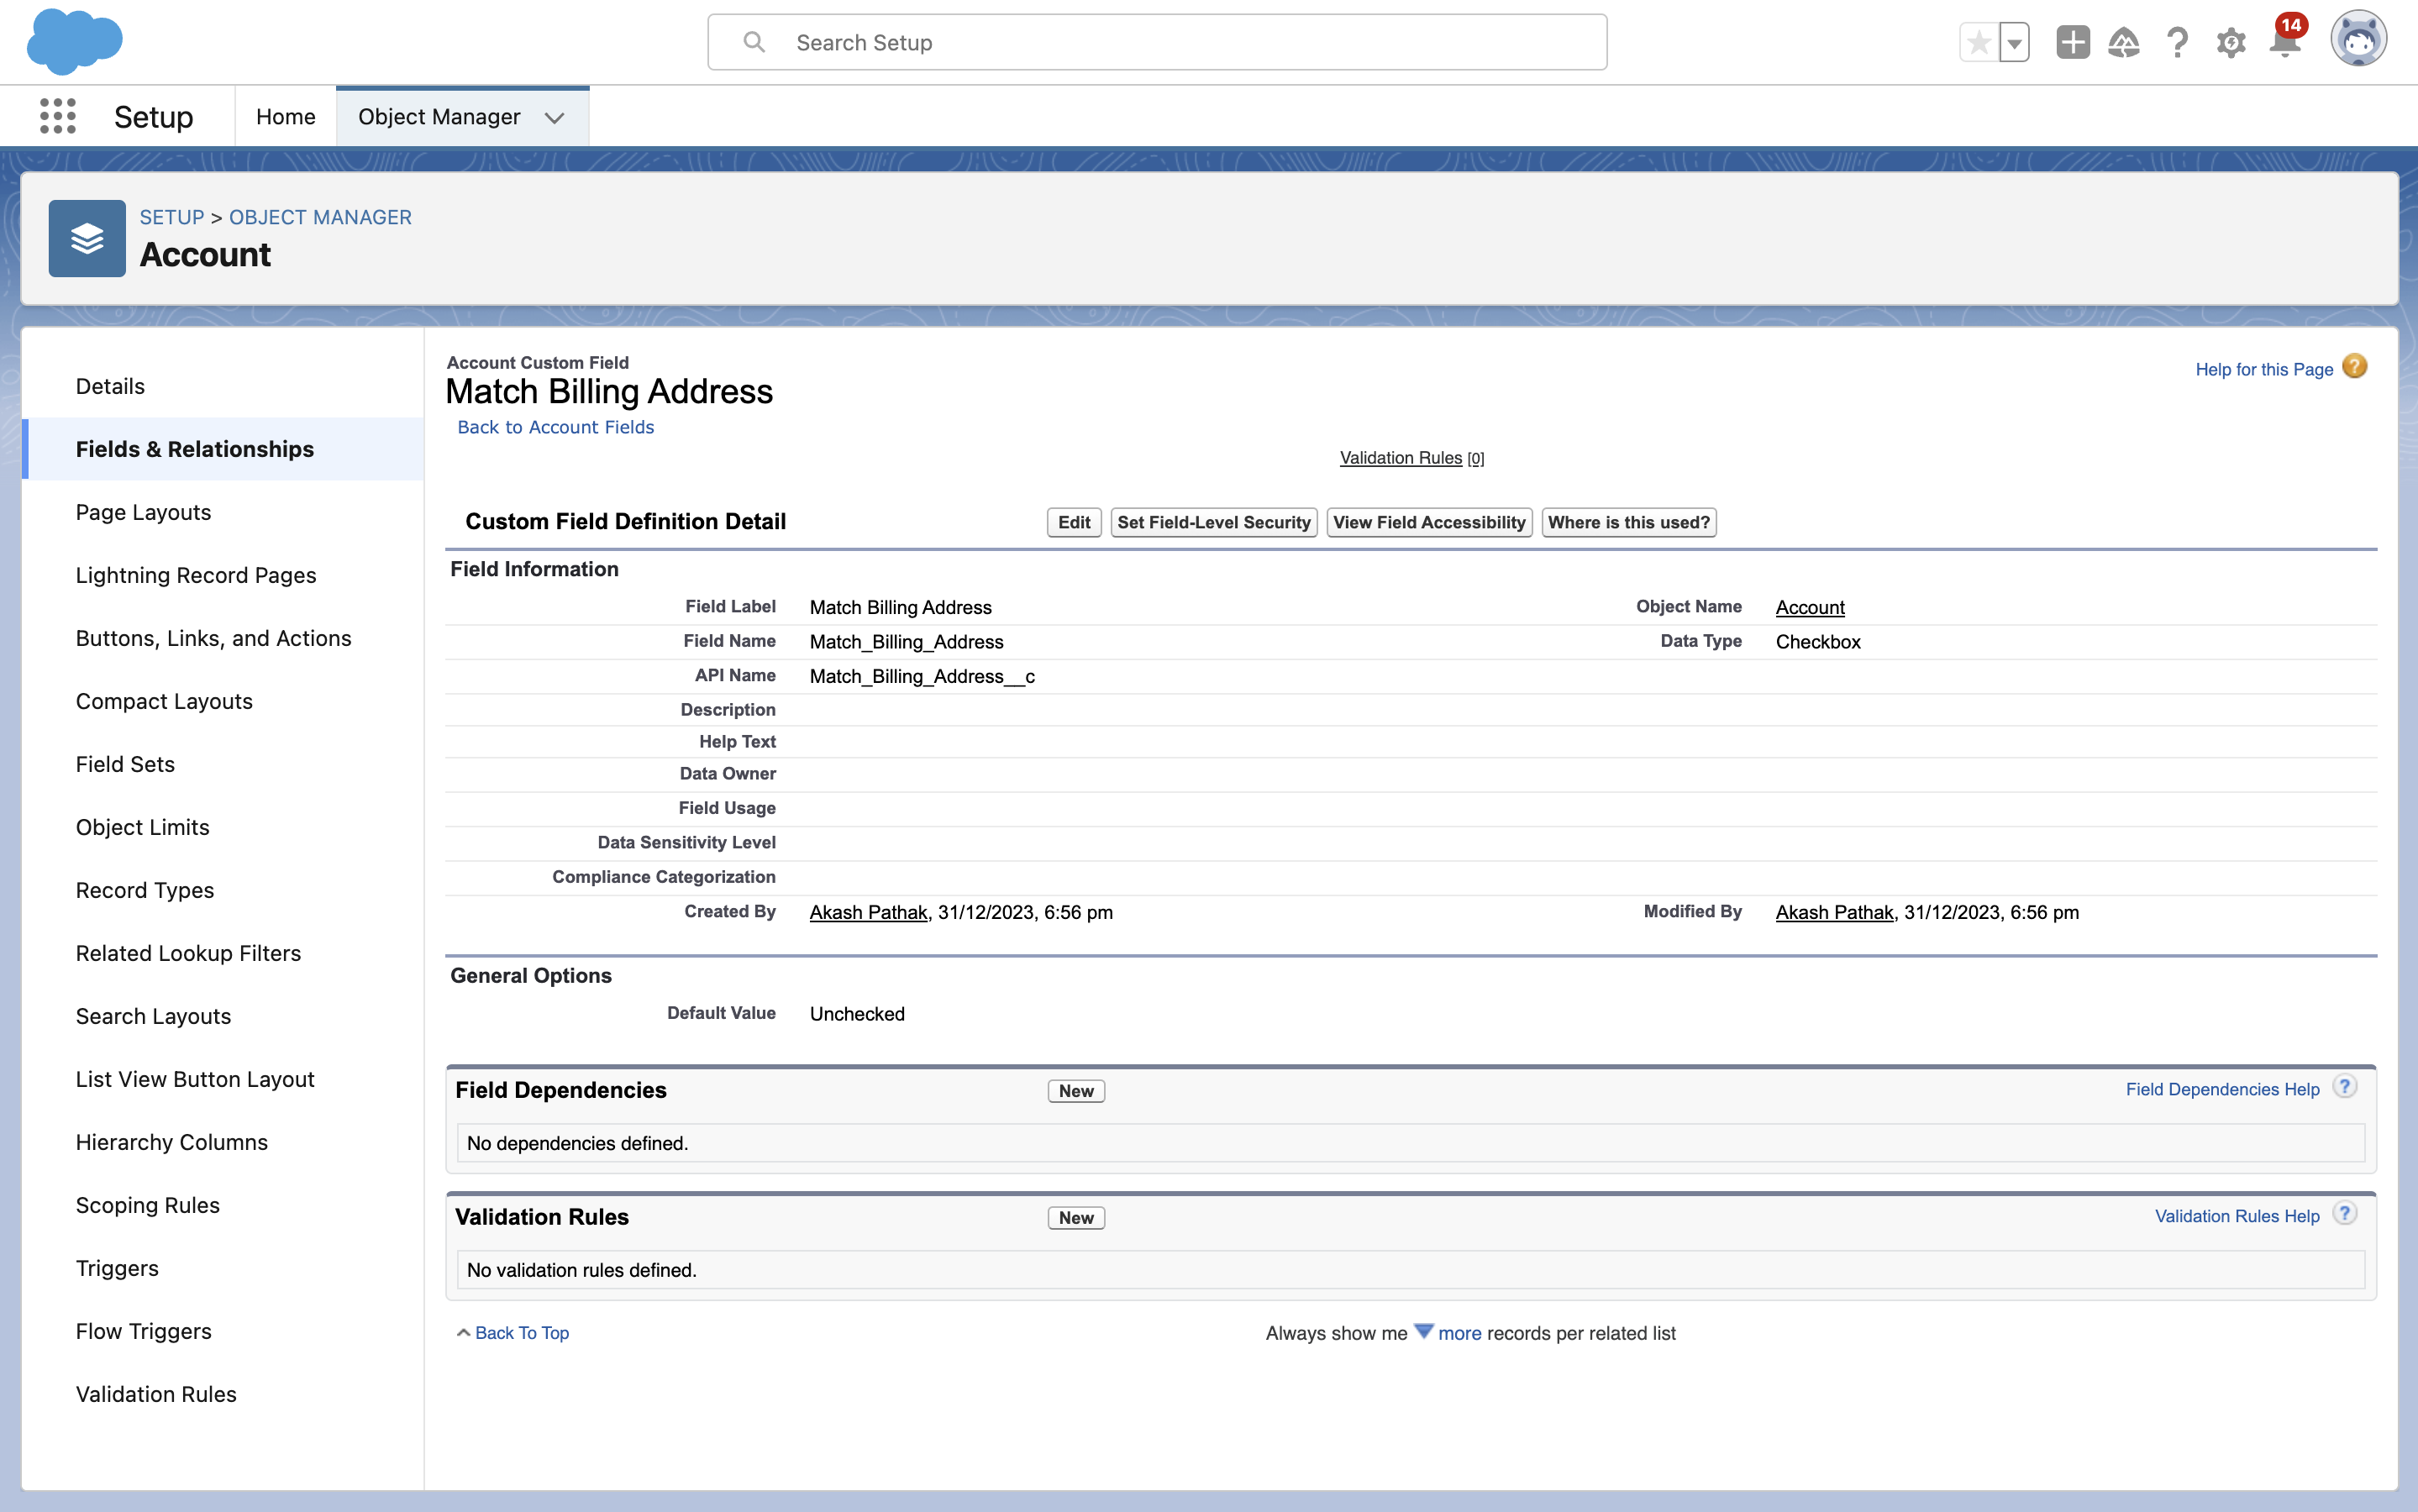 Search Setup
14
Setup
Home
Object Manager
SETUP > OBJECT MANAGER
Account
Details
Fields & Relationships
Page Layouts
Lightning Record Pages
Buttons, Links, and Actions
Compact Layouts
Field Sets
Object Limits
Record Types
Related Lookup Filters
Search Layouts
List View Button Layout
Hierarchy Columns
Scoping Rules
Triggers
Flow Triggers
Validation Rules
Account Custom Field
Match Billing Address
Help for this Page ?
Back to Account Fields
Validation Rules [0]
Custom Field Definition Detail Edit Set Field-Level Security View Field Accessibility Where is this used?
Field Information
Field Label Match Billing Address Object Name Account
Field Name Match_Billing_Address Data Type Checkbox
API Name Match_Billing_Address__c
Description
Help Text
Data Owner
Field Usage
Data Sensitivity Level
Compliance Categorization
Created By Akash Pathak, 31/12/2023, 6:56 pm Modified By Akash Pathak, 31/12/2023, 6:56 pm
General Options
Default Value Unchecked
Field Dependencies New Field Dependencies Help ?
No dependencies defined.
Validation Rules New Validation Rules Help ?
No validation rules defined.
Back To Top Always show me more records per related list